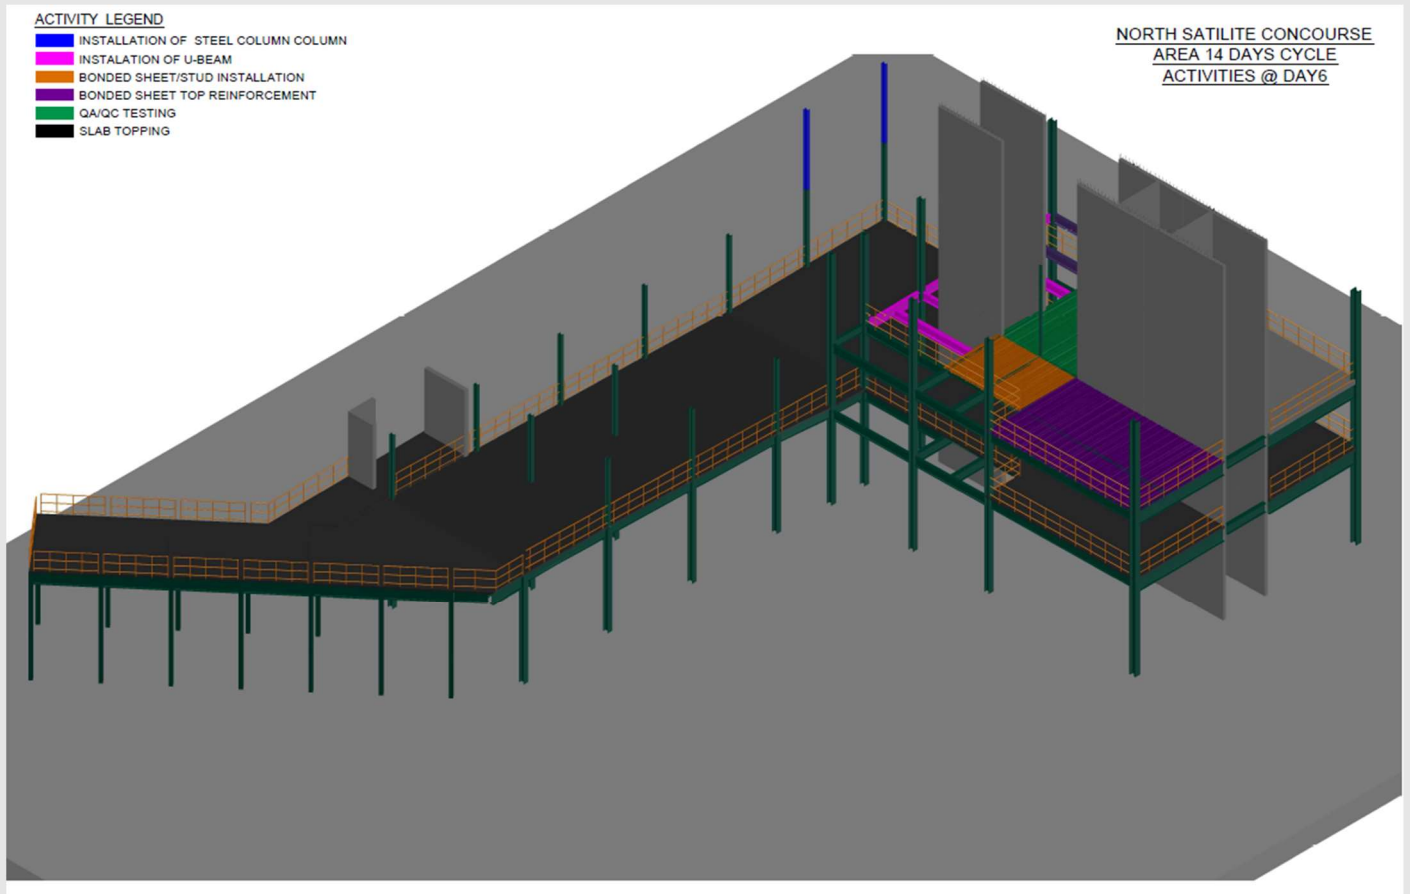 ACTIVITY LEGEND
INSTALLATION OF STEEL COLUMN COLUMN
INSTALATION OF U-BEAM
BONDED SHEET/STUD INSTALLATION
BONDED SHEET TOP REINFORCEMENT
QA/QC TESTING
SLAB TOPPING
NORTH SATILITE CONCOURSE
AREA 14 DAYS CYCLE
ACTIVITIES @ DAY6